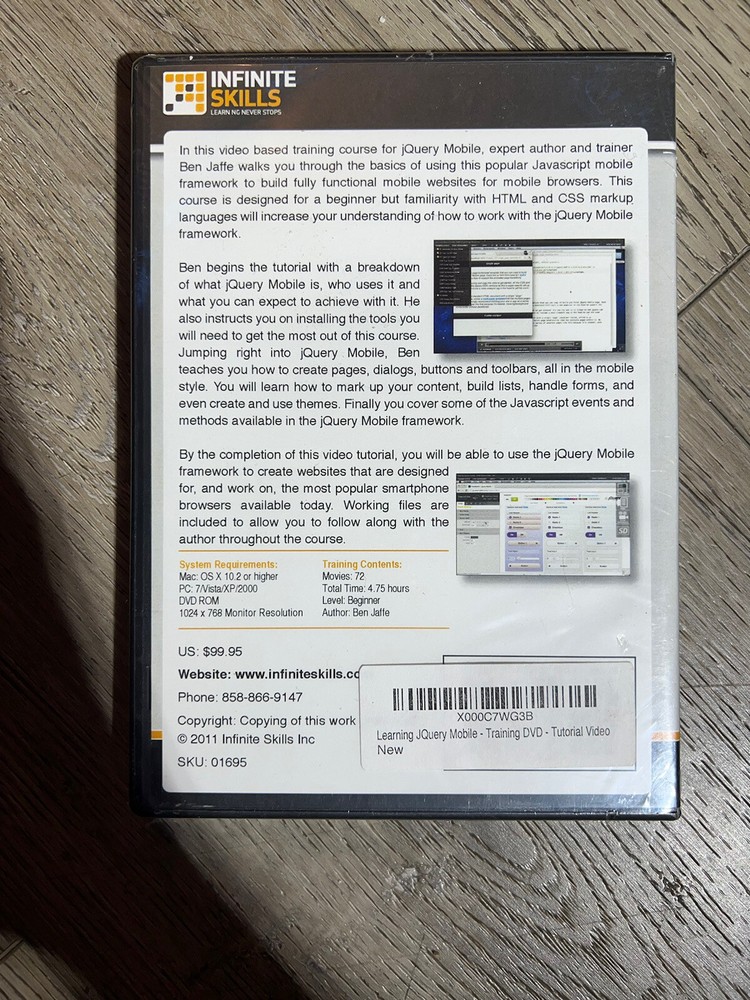 INFINITE
SKILLS
LEARNING NEVER STOPS
In this video based training course for jQuery Mobile, expert author and trainer
Ben Jaffe walks you through the basics of using this popular Javascript mobile
framework to build fully functional mobile websites for mobile browsers. This
course is designed for a beginner but familiarity with HTML and CSS markup
languages will increase your understanding of how to work with the jQuery Mobile
framework.
Ben begins the tutorial with a breakdown
of what jQuery Mobile is, who uses it and
what you can expect to achieve with it. He
also instructs you on installing the tools you
will need to get the most out of this course.
Jumping right into jQuery Mobile, Ben
teaches you how to create pages, dialogs, buttons and toolbars, all in the mobile
style. You will learn how to mark up your content, build lists, handle forms, and
even create and use themes. Finally you cover some of the Javascript events and
methods available in the jQuery Mobile framework.
By the completion of this video tutorial, you will be able to use the jQuery Mobile
framework to create websites that are designed
for, and work on, the most popular smartphone
browsers available today. Working files are
included to allow you to follow along with the
author throughout the course.
System Requirements:
Mac: OS X 10.2 or higher
PC: 7/Vista/XP/2000
DVD ROM
1024 x 768 Monitor Resolution
Training Contents:
Movies: 72
Total Time: 4.75 hours
Level: Beginner
Author: Ben Jaffe
US: $99.95
Website: www.infiniteskills.co
Phone: 858-866-9147
Copyright: Copying of this work
© 2011 Infinite Skills Inc
SKU: 01695
X000C7WG3B
Learning JQuery Mobile - Training DVD - Tutorial Video
New